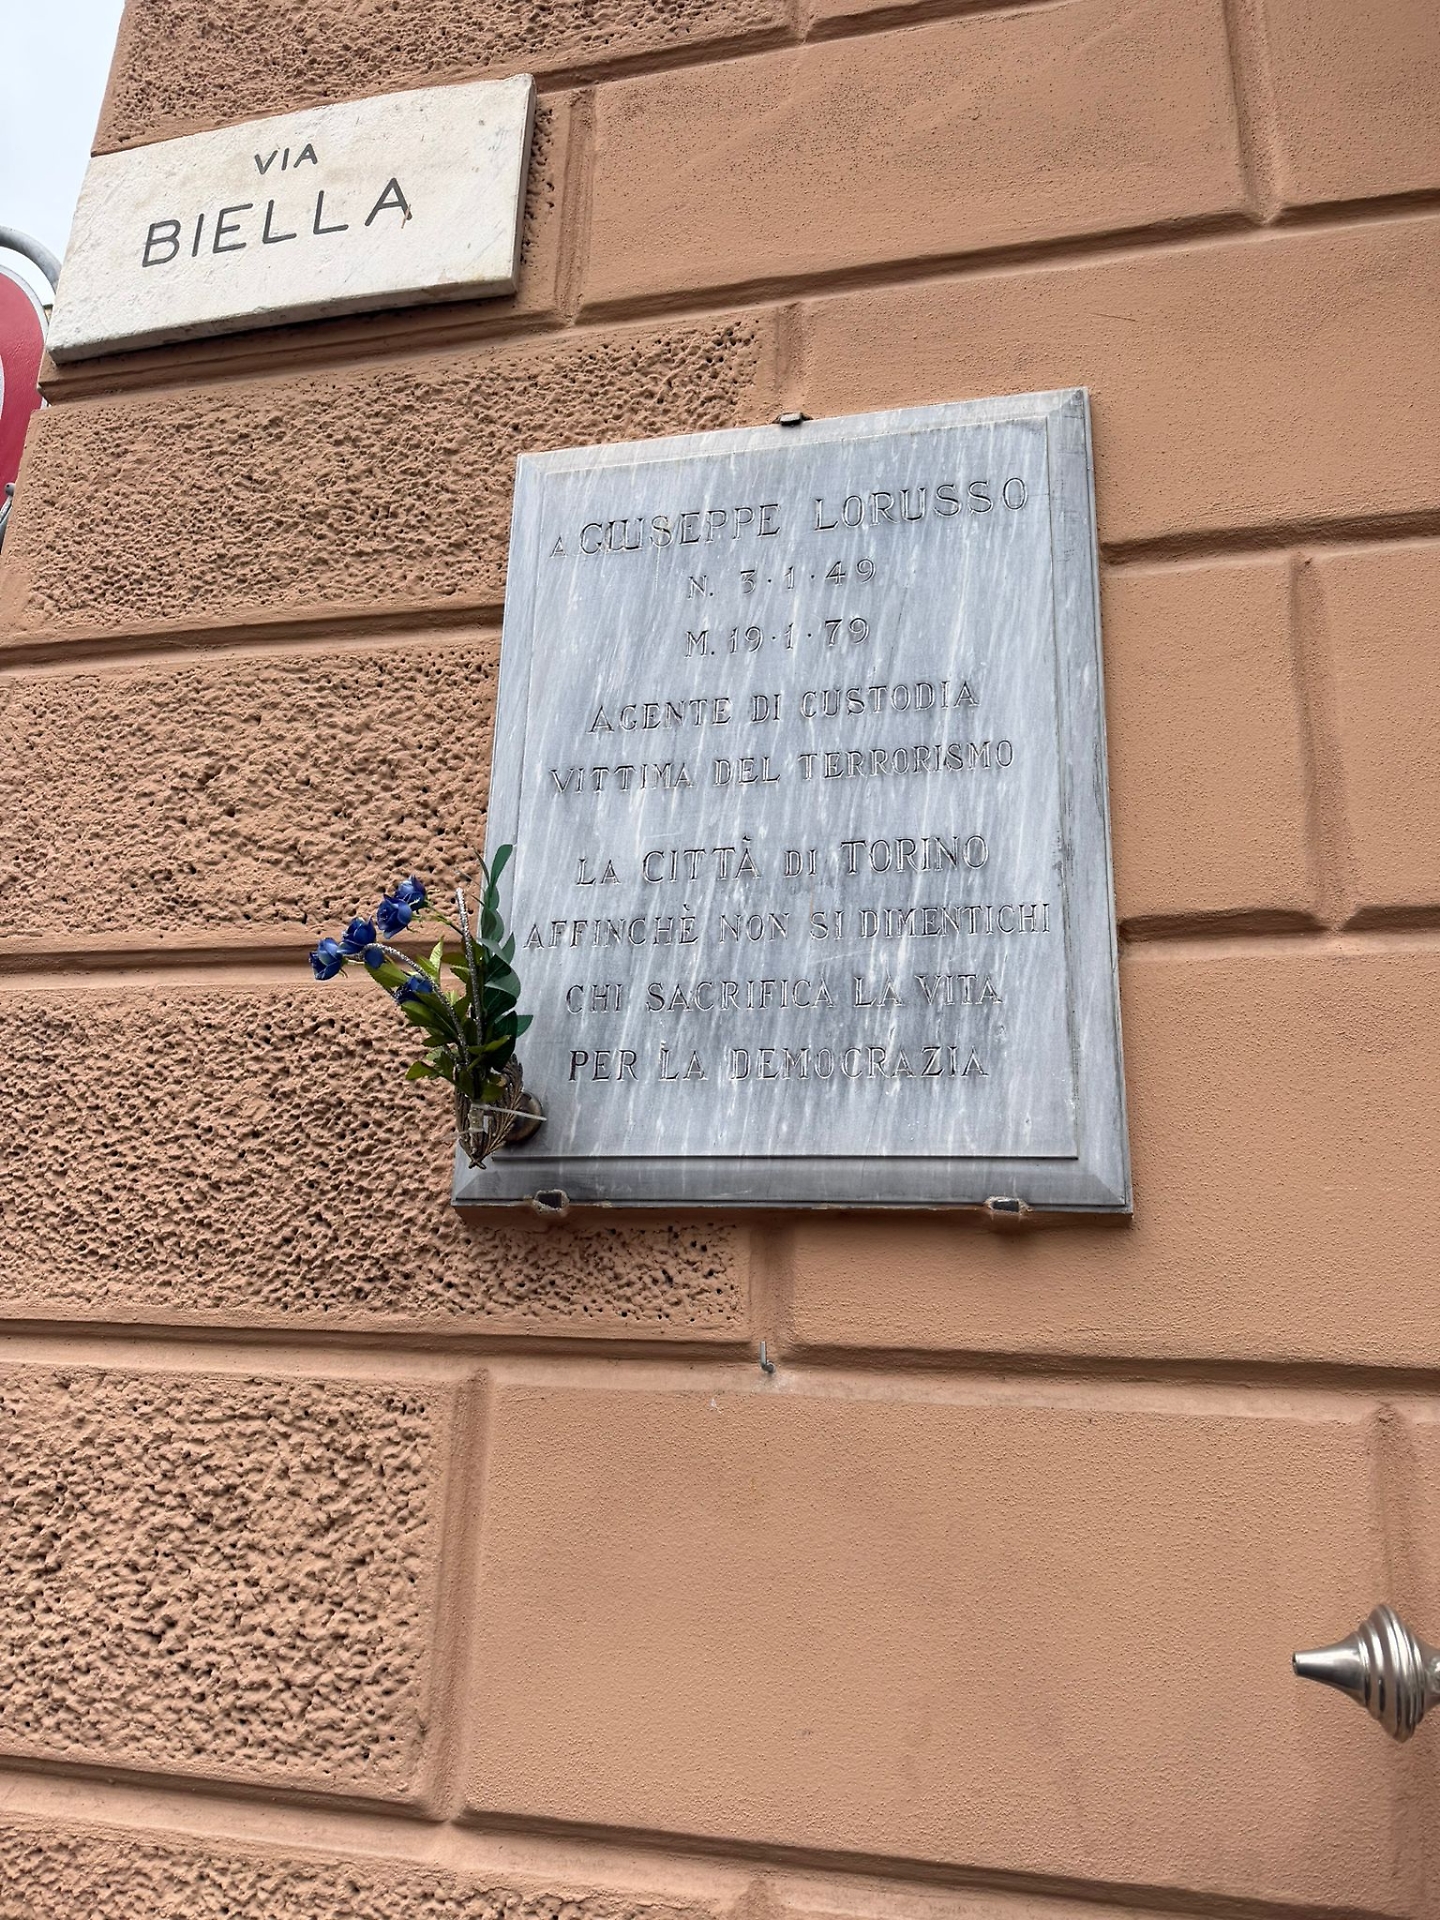 VIA
BIELLA
A GIUSEPPE LORUSSO
N. 3·1·49
M. 19·1·79
AGENTE DI CUSTODIA
VITTIMA DEL TERRORISMO
LA CITTÀ DI TORINO
AFFINCHÈ NON SI DIMENTICHI
CHI SACRIFICA LA VITA
PER LA DEMOCRAZIA